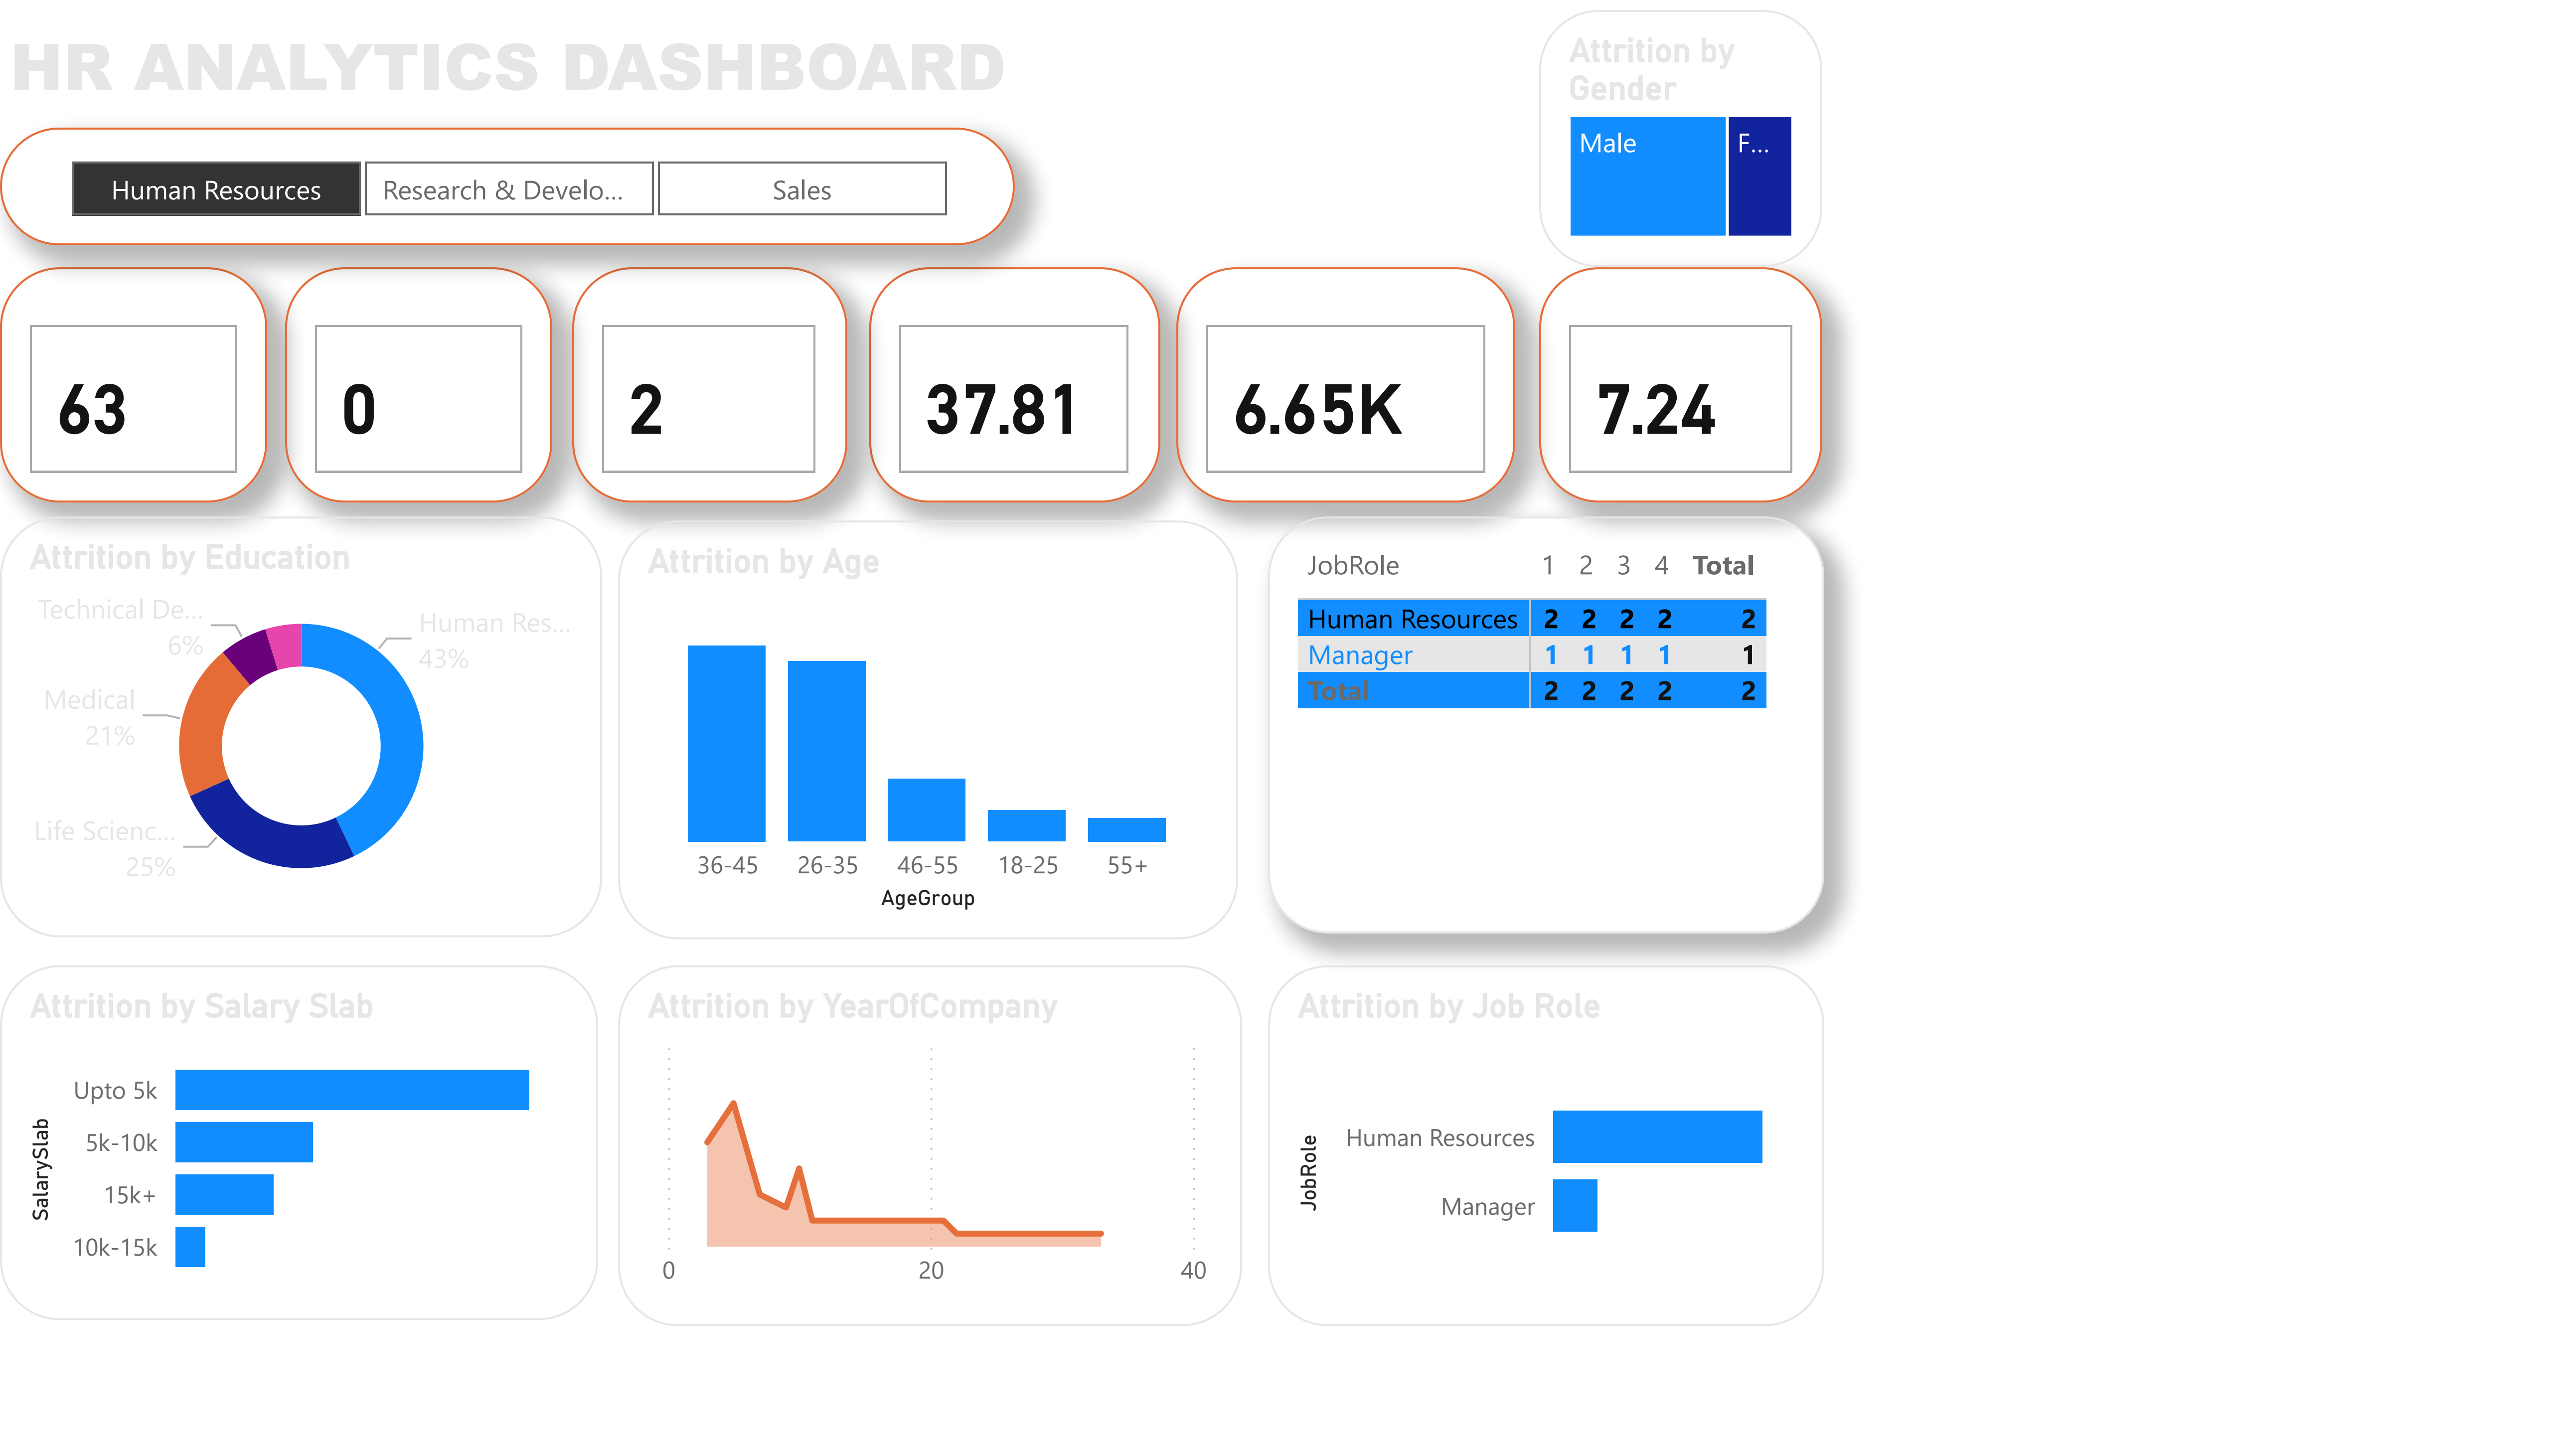 HR ANALYTICS DASHBOARD
Attrition by
Gender
Male
F...
Human Resources
Research & Develo...
Sales
63
0
2
37.81
6.65K
7.24
Attrition by Education
Technical De...
6%
Human Res...
43%
Medical
21%
Life Scienc...
25%
Attrition by Age
36-45 26-35 46-55 18-25 55+
AgeGroup
JobRole 1 2 3 4 Total
Human Resources 2 2 2 2 2
Manager 1 1 1 1 1
Total 2 2 2 2 2
Attrition by Salary Slab
SalarySlab
Upto 5k
5k-10k
15k+
10k-15k
Attrition by YearOfCompany
0 20 40
Attrition by Job Role
JobRole
Human Resources
Manager